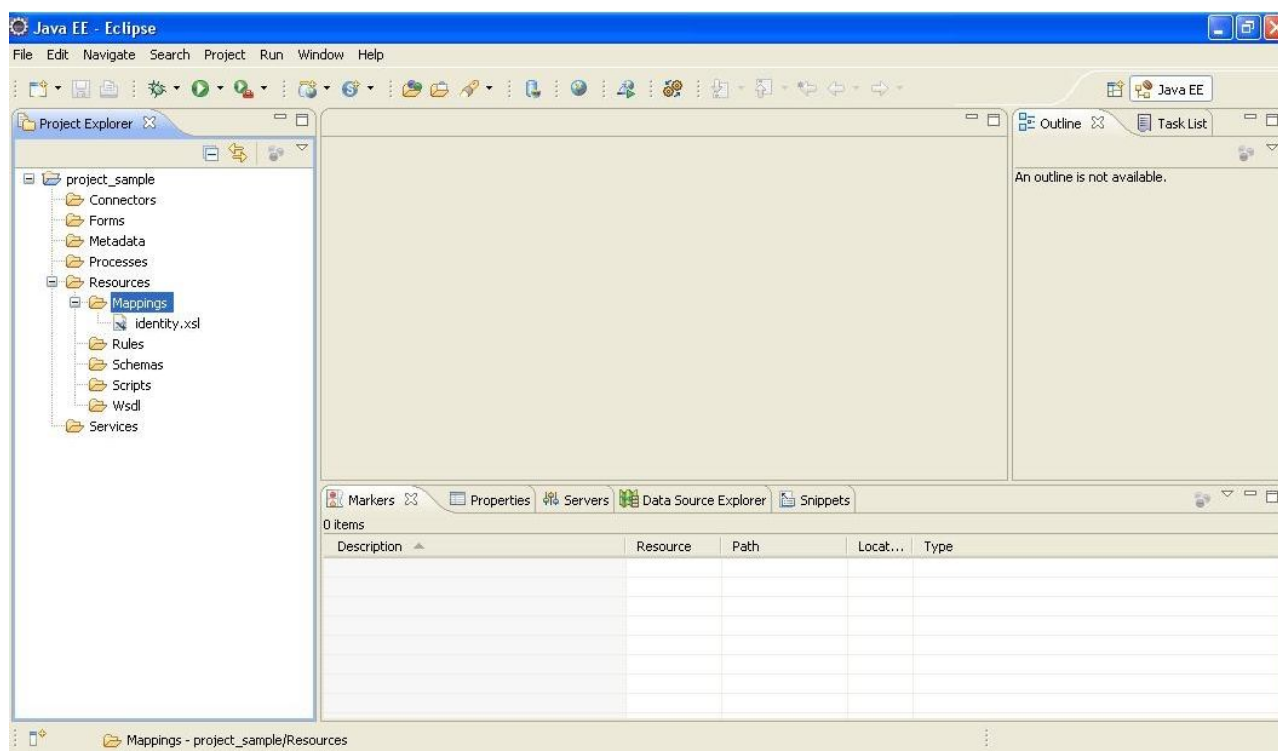 Java EE - Eclipse
File Edit Navigate Search Project Run Window Help
Java EE
Project Explorer
project_sample
Connectors
Forms
Metadata
Processes
Resources
Mappings
identity.xsl
Rules
Schemas
Scripts
Wsdl
Services
Outline Task List
An outline is not available.
Markers Properties Servers Data Source Explorer Snippets
0 items
Description Resource Path Locat... Type
Mappings - project_sample/Resources